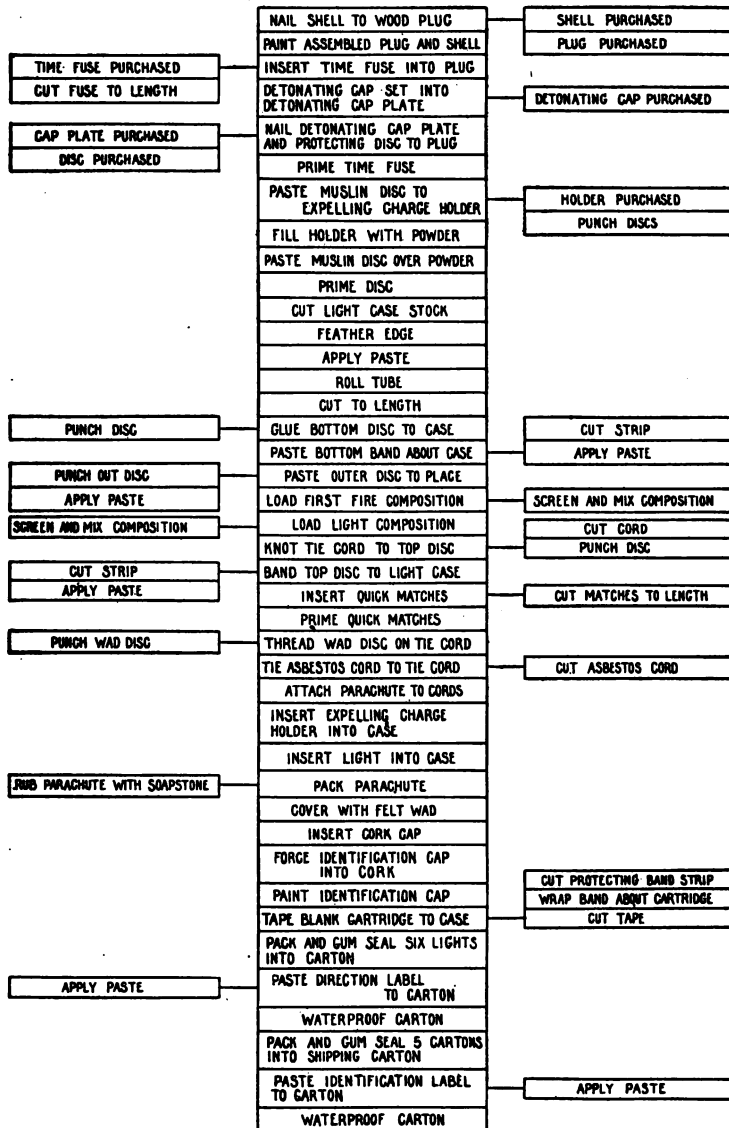 NAIL SHELL TO WOOD PLUG
SHELL PURCHASED
PAINT ASSEMBLED PLUG AND SHELL
PLUG PURCHASED
TIME FUSE PURCHASED
INSERT TIME FUSE INTO PLUG
CUT FUSE TO LENGTH
DETONATING CAP SET INTO
DETONATING CAP PLATE
DETONATING CAP PURCHASED
CAP PLATE PURCHASED
NAIL DETONATING CAP PLATE
AND PROTECTING DISC TO PLUG
DISC PURCHASED
PRIME TIME FUSE
PASTE MUSLIN DISC TO
EXPELLING CHARGE HOLDER
HOLDER PURCHASED
PUNCH DISCS
FILL HOLDER WITH POWDER
PASTE MUSLIN DISC OVER POWDER
PRIME DISC
CUT LIGHT CASE STOCK
FEATHER EDGE
APPLY PASTE
ROLL TUBE
CUT TO LENGTH
PUNCH DISC
GLUE BOTTOM DISC TO CASE
CUT STRIP
PASTE BOTTOM BAND ABOUT CASE
APPLY PASTE
PUNCH OUT DISC
PASTE OUTER DISC TO PLACE
APPLY PASTE
LOAD FIRST FIRE COMPOSITION
SCREEN AND MIX COMPOSITION
SCREEN AND MIX COMPOSITION
LOAD LIGHT COMPOSITION
CUT CORD
KNOT TIE CORD TO TOP DISC
PUNCH DISC
CUT STRIP
BAND TOP DISC TO LIGHT CASE
APPLY PASTE
INSERT QUICK MATCHES
CUT MATCHES TO LENGTH
PRIME QUICK MATCHES
PUNCH WAD DISC
THREAD WAD DISC ON TIE CORD
TIE ASBESTOS CORD TO TIE CORD
CUT ASBESTOS CORD
ATTACH PARACHUTE TO CORDS
INSERT EXPELLING CHARGE
HOLDER INTO CASE
INSERT LIGHT INTO CASE
RUB PARACHUTE WITH SOAPSTONE
PACK PARACHUTE
COVER WITH FELT WAD
INSERT CORK CAP
FORCE IDENTIFICATION CAP
INTO CORK
CUT PROTECTING BAND STRIP
PAINT IDENTIFICATION CAP
WRAP BAND ABOUT CARTRIDGE
TAPE BLANK CARTRIDGE TO CASE
CUT TAPE
PACK AND GUM SEAL SIX LIGHTS
INTO CARTON
APPLY PASTE
PASTE DIRECTION LABEL
TO CARTON
WATERPROOF CARTON
PACK AND GUM SEAL 5 CARTONS
INTO SHIPPING CARTON
PASTE IDENTIFICATION LABEL
TO CARTON
APPLY PASTE
WATERPROOF CARTON